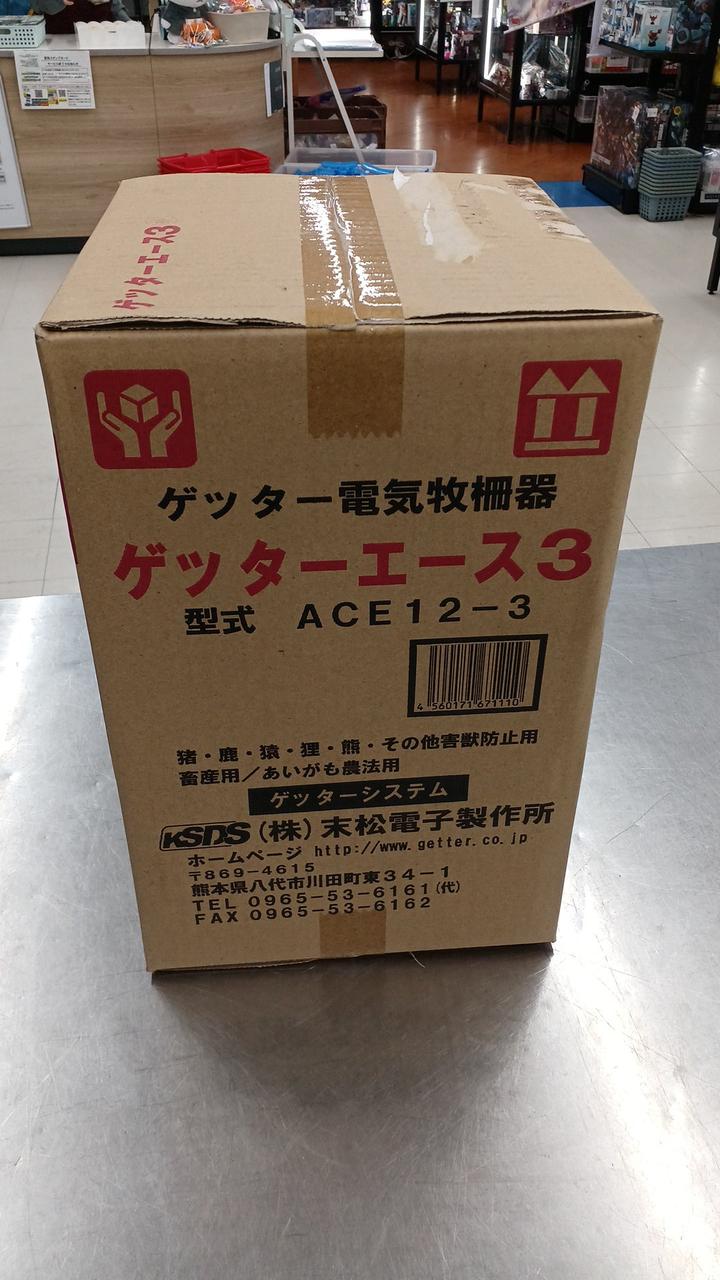 ゲッターエース3
ゲッター電気牧柵器
ゲッターエース3
型式 ACE12-3
4 560171 671110
猪・鹿・猿・狸・熊・その他害獣防止用
畜産用/あいがも農法用
ゲッターシステム
KSDS (株)末松電子製作所
ホームページ http://www.getter.co.jp
〒869-4615
熊本県八代市川田町東34-1
TEL 0965-53-6161(代)
FAX 0965-53-6162